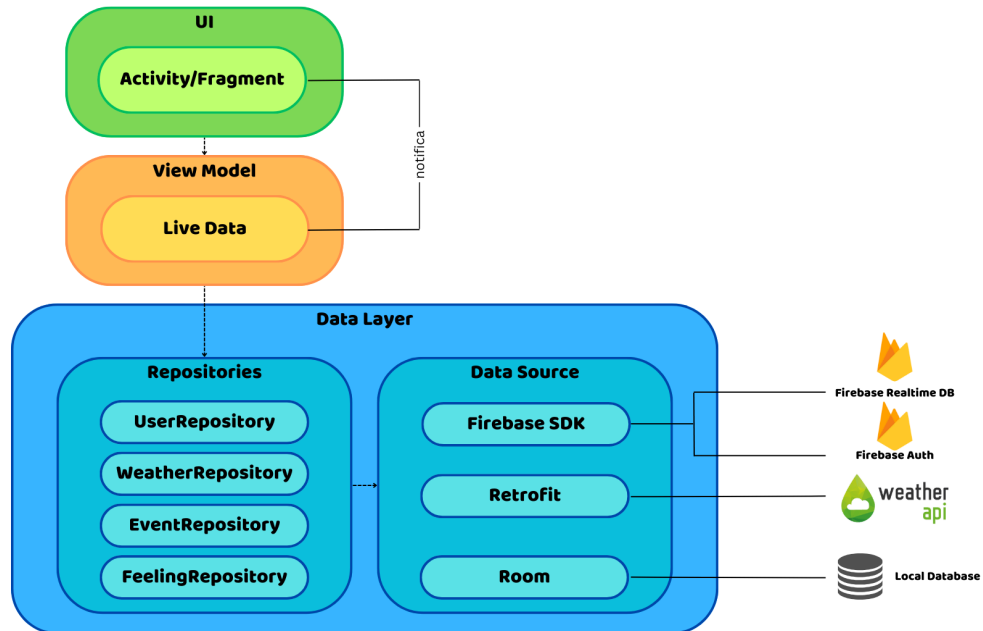 UI
Activity/Fragment
notifica
View Model
Live Data
Data Layer
Repositories
UserRepository
WeatherRepository
EventRepository
FeelingRepository
Data Source
Firebase SDK
Retrofit
Room
Firebase Realtime DB
Firebase Auth
weather
api
Local Database